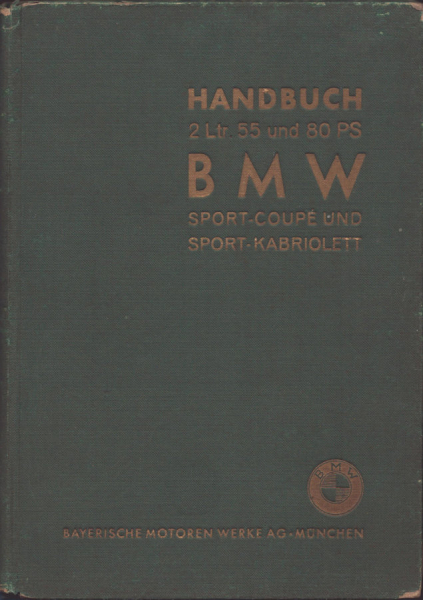 HANDBUCH
2 Ltr. 55 und 80 PS
BMW
SPORT-COUPÉ UND
SPORT-KABRIOLETT
BMW
BAYERISCHE MOTOREN WERKE AG·MÜNCHEN